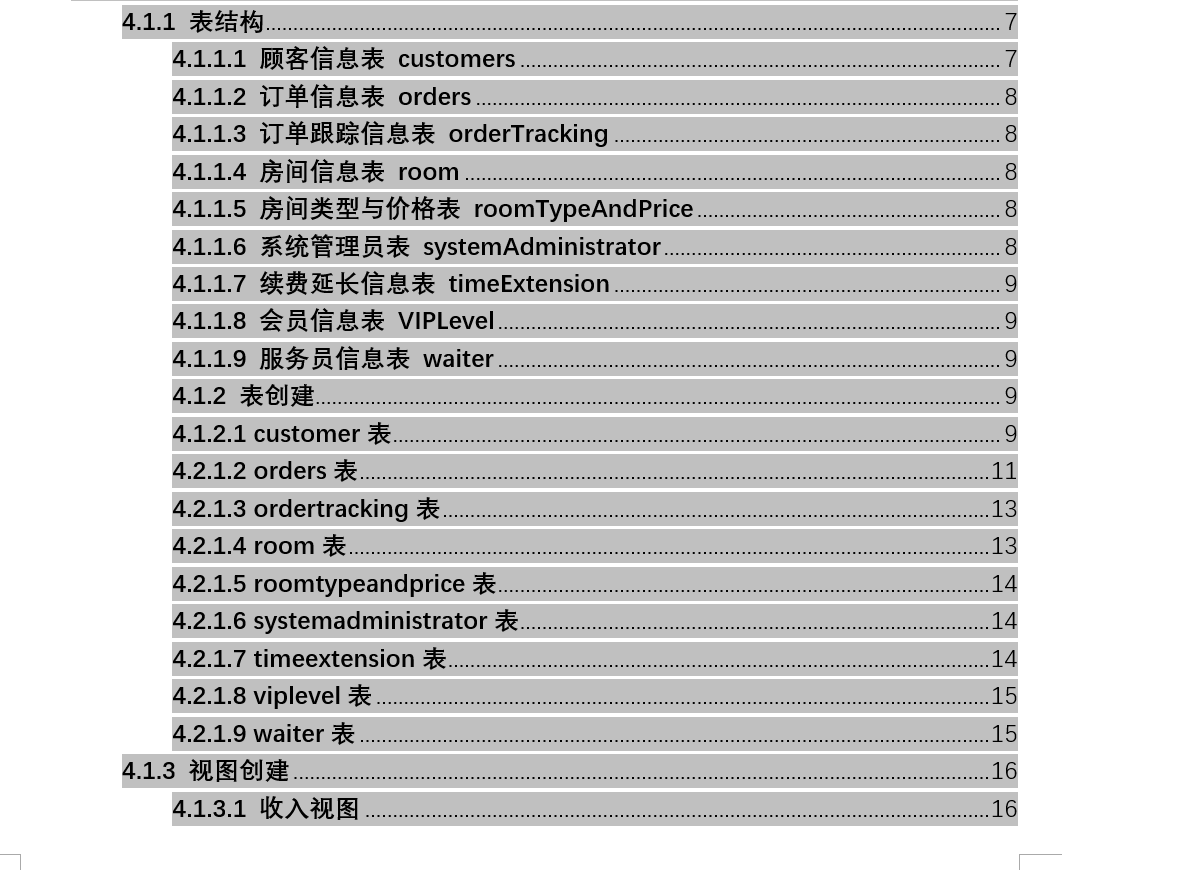 4.1.1 表结构 7
4.1.1.1 顾客信息表 customers 7
4.1.1.2 订单信息表 orders 8
4.1.1.3 订单跟踪信息表 orderTracking 8
4.1.1.4 房间信息表 room 8
4.1.1.5 房间类型与价格表 roomTypeAndPrice 8
4.1.1.6 系统管理员表 systemAdministrator 8
4.1.1.7 续费延长信息表 timeExtension 9
4.1.1.8 会员信息表 VIPLevel 9
4.1.1.9 服务员信息表 waiter 9
4.1.2 表创建 9
4.1.2.1 customer 表 9
4.2.1.2 orders 表 11
4.2.1.3 ordertracking 表 13
4.2.1.4 room 表 13
4.2.1.5 roomtypeandprice 表 14
4.2.1.6 systemadministrator 表 14
4.2.1.7 timeextension 表 14
4.2.1.8 viplevel 表 15
4.2.1.9 waiter 表 15
4.1.3 视图创建 16
4.1.3.1 收入视图 16